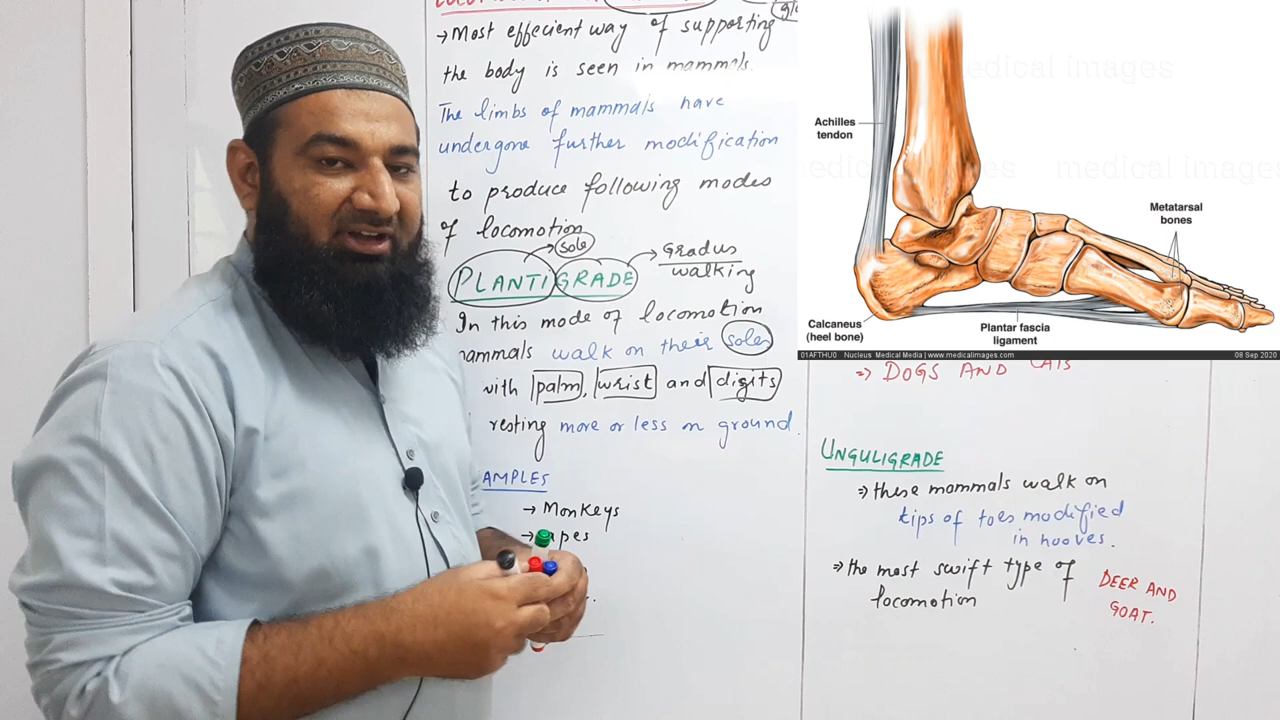 → Most effecient way of supporting
the body is seen in mammals.
The limbs of mammals have
undergone further modification
to produce following modes
of locomotion
sole
PLANTIGRADE → Gradus
walking
In this mode of locomotion
mammals walk on their soles
with palm, wrist and digits
resting more or less on ground.
AMPLES
→ Monkeys
→ apes
medical images
medical images
Achilles
tendon
Metatarsal
bones
Calcaneus
(heel bone)
Plantar fascia
ligament
01AFTHU0 Nucleus Medical Media | www.medicalimages.com
08 Sep 2020
⇒ DOGS AND CATS
UNGULIGRADE
⇒ these mammals walk on
tips of toes modified
in hooves.
⇒ the most swift type of
locomotion
DEER AND
GOAT.